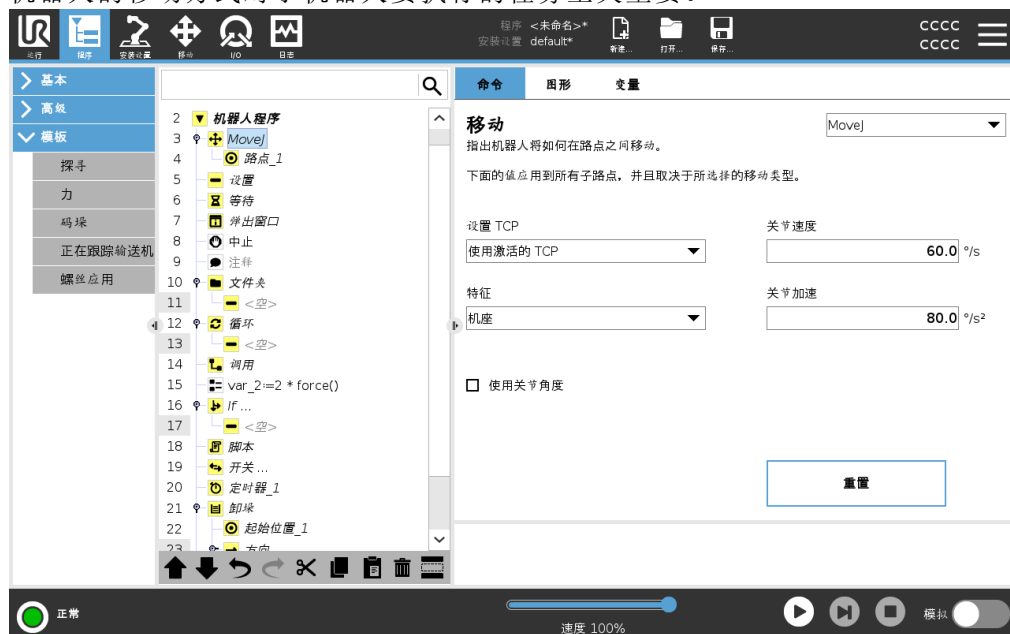 机器人的移动方式对于机器人要执行的任务至关重要。
UR
运行
程序
安装设置
移动
I/O
日志
程序 <未命名>*
安装设置 default*
新建...
打开...
保存...
CCCC
CCCC
基本
高级
模板
探寻
力
码垛
正在跟踪输送机
螺丝应用
2 机器人程序
3 MoveJ
4 路点_1
5 设置
6 等待
7 弹出窗口
8 中止
9 注释
10 文件夹
11 <空>
12 循环
13 <空>
14 调用
15 var_2:=2 * force()
16 If ...
17 <空>
18 脚本
19 开关 ...
20 定时器_1
21 卸垛
22 起始位置_1
23 方向
命令 图形 变量
移动
MoveJ
指出机器人将如何在路点之间移动。
下面的值应用到所有子路点，并且取决于所选择的移动类型。
设置 TCP
关节速度
使用激活的 TCP
60.0 °/s
特征
关节加速
机座
80.0 °/s²
使用关节角度
重置
正常
速度 100%
模拟